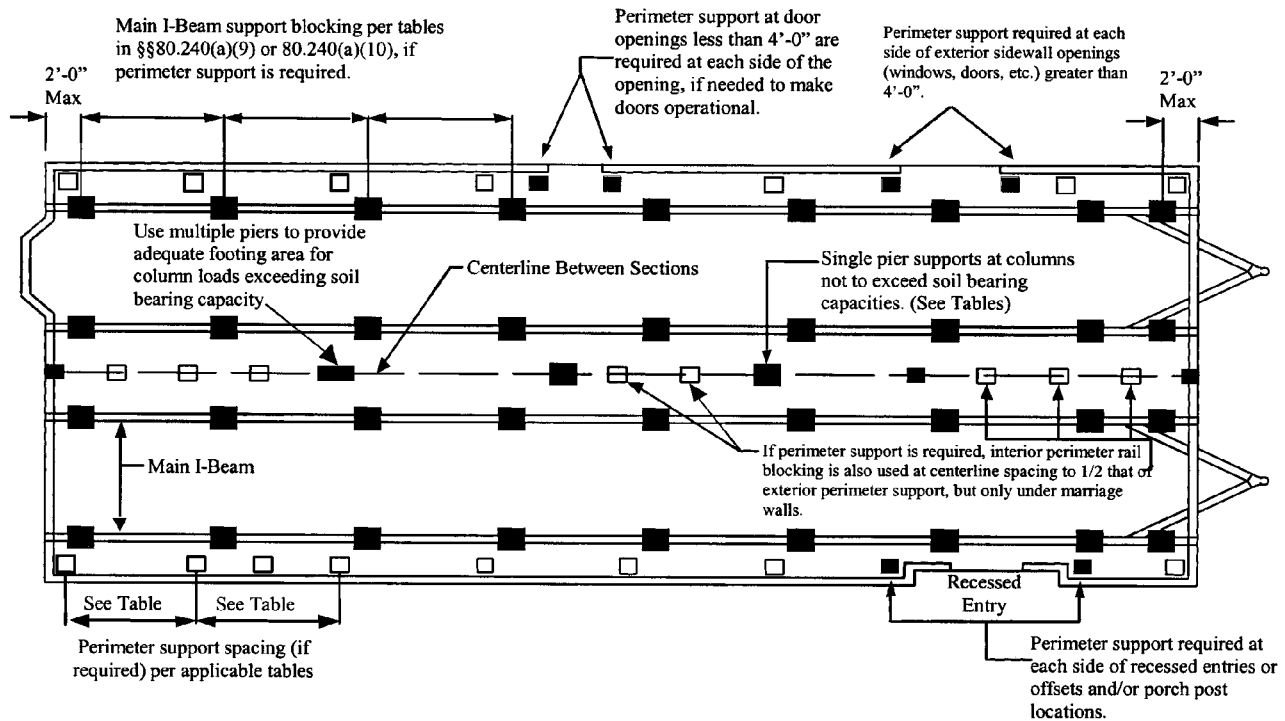 Main I-Beam support blocking per tables
in §§80.240(a)(9) or 80.240(a)(10), if
perimeter support is required.
Perimeter support at door
openings less than 4’-0” are
required at each side of the
opening, if needed to make
doors operational.
Perimeter support required at each
side of exterior sidewall openings
(windows, doors, etc.) greater than
4’-0”.
2’-0”
Max
2’-0”
Max
Use multiple piers to provide
adequate footing area for
column loads exceeding soil
bearing capacity
Centerline Between Sections
Single pier supports at columns
not to exceed soil bearing
capacities. (See Tables)
Main I-Beam
If perimeter support is required, interior perimeter rail
blocking is also used at centerline spacing to 1/2 that of
exterior perimeter support, but only under marriage
walls.
See Table
See Table
Perimeter support spacing (if
required) per applicable tables
Recessed
Entry
Perimeter support required at
each side of recessed entries or
offsets and/or porch post
locations.